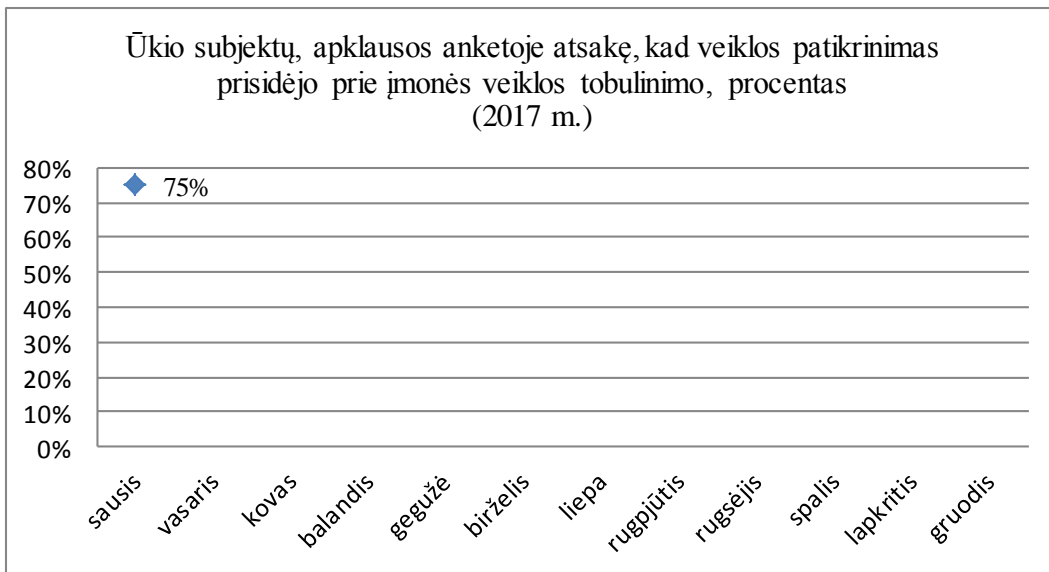 Ūkio subjektų, apklausos anketoje atsakę, kad veiklos patikrinimas
prisidėjo prie įmonės veiklos tobulinimo, procentas
(2017 m.)
80%
75%
70%
60%
50%
40%
30%
20%
10%
0%
sausis
vasaris
kovas
balandis
gegužė
birželis
liepa
rugpjūtis
rugsėjis
spalis
lapkritis
gruodis